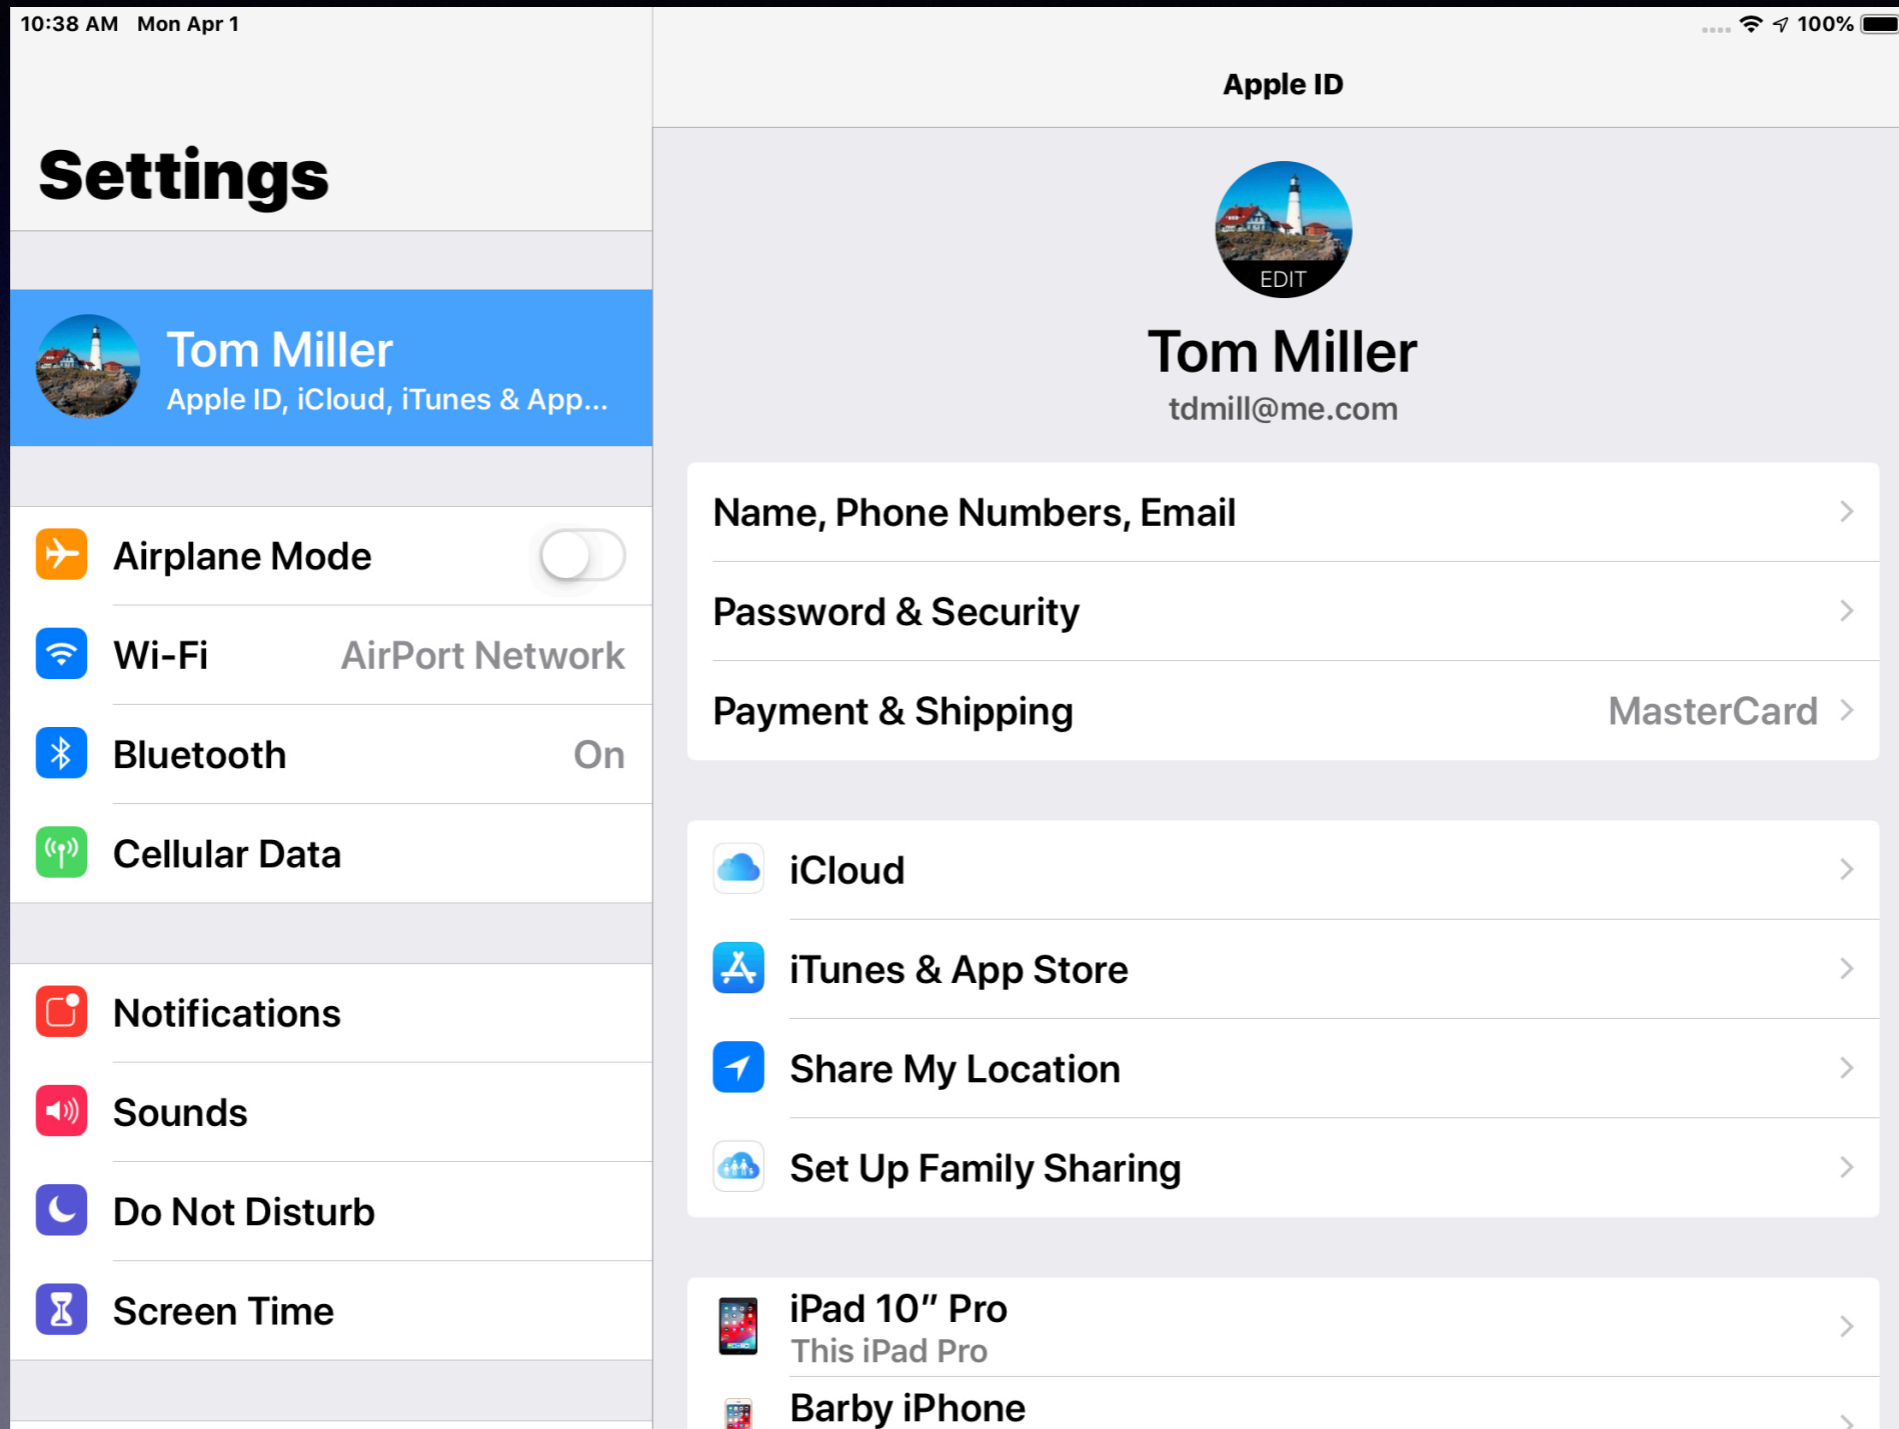 10:38 AM Mon Apr 1
100%
Settings
Tom Miller
Apple ID, iCloud, iTunes & App...
Airplane Mode
Wi-Fi AirPort Network
Bluetooth On
Cellular Data
Notifications
Sounds
Do Not Disturb
Screen Time
Apple ID
EDIT
Tom Miller
tdmill@me.com
Name, Phone Numbers, Email
Password & Security
Payment & Shipping MasterCard
iCloud
iTunes & App Store
Share My Location
Set Up Family Sharing
iPad 10” Pro
This iPad Pro
Barby iPhone